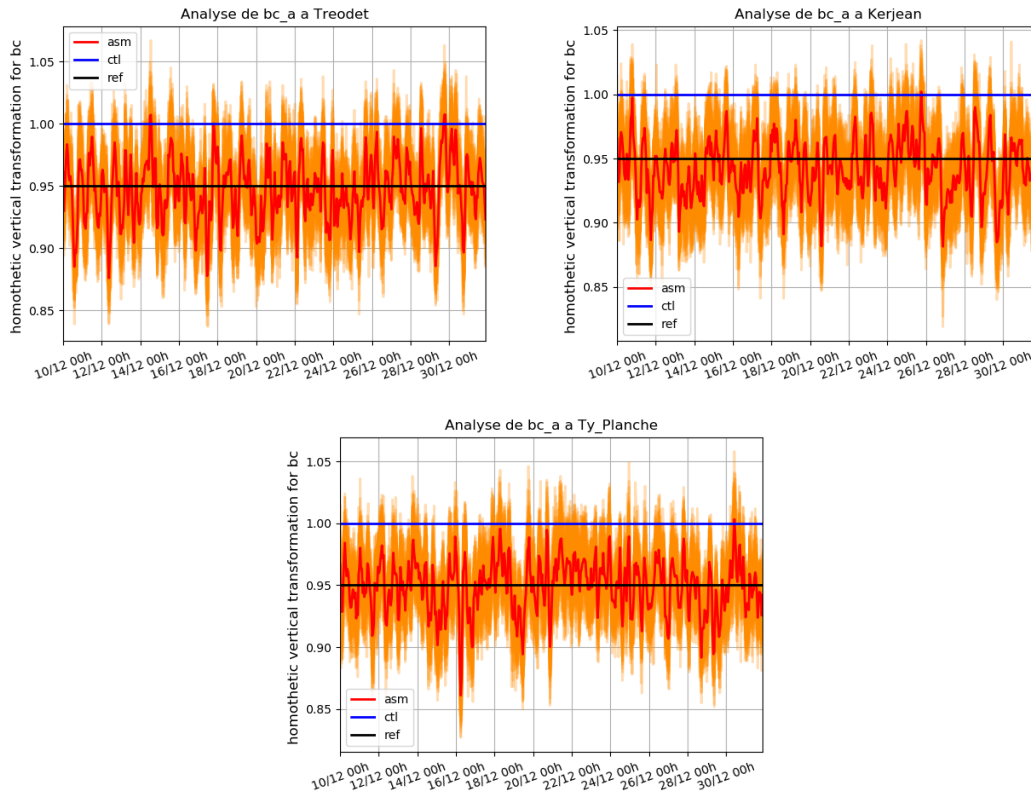 Analyse de bc_a a Treodet
homothetic vertical transformation for bc
1.05
1.00
0.95
0.90
0.85
asm
ctl
ref
10/12 00h 12/12 00h 14/12 00h 16/12 00h 18/12 00h 20/12 00h 22/12 00h 24/12 00h 26/12 00h 28/12 00h 30/12 00h
Analyse de bc_a a Kerjean
homothetic vertical transformation for bc
1.05
1.00
0.95
0.90
0.85
asm
ctl
ref
10/12 00h 12/12 00h 14/12 00h 16/12 00h 18/12 00h 20/12 00h 22/12 00h 24/12 00h 26/12 00h 28/12 00h 30/12 00h
Analyse de bc_a a Ty_Planche
homothetic vertical transformation for bc
1.05
1.00
0.95
0.90
0.85
asm
ctl
ref
10/12 00h 12/12 00h 14/12 00h 16/12 00h 18/12 00h 20/12 00h 22/12 00h 24/12 00h 26/12 00h 28/12 00h 30/12 00h